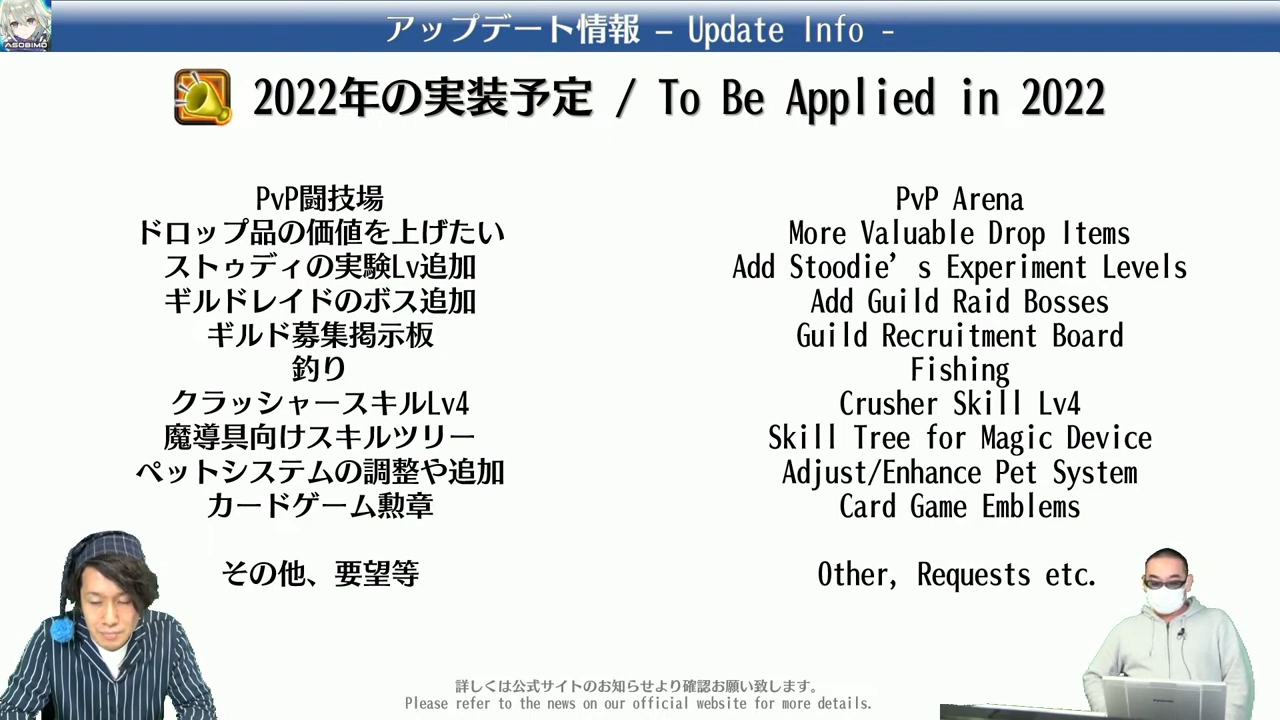 ASOBIMO
アップデート情報 – Update Info -
2022年の実装予定 / To Be Applied in 2022
PvP闘技場
ドロップ品の価値を上げたい
ストゥディの実験Lv追加
ギルドレイドのボス追加
ギルド募集掲示板
釣り
クラッシャースキルLv4
魔導具向けスキルツリー
ペットシステムの調整や追加
カードゲーム勲章
その他、要望等
PvP Arena
More Valuable Drop Items
Add Stoodie’s Experiment Levels
Add Guild Raid Bosses
Guild Recruitment Board
Fishing
Crusher Skill Lv4
Skill Tree for Magic Device
Adjust/Enhance Pet System
Card Game Emblems
Other, Requests etc.
詳しくは公式サイトのお知らせより確認お願い致します。
Please refer to the news on our official website for more details.